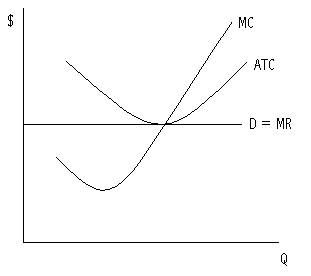 $
MC
ATC
D = MR
Q